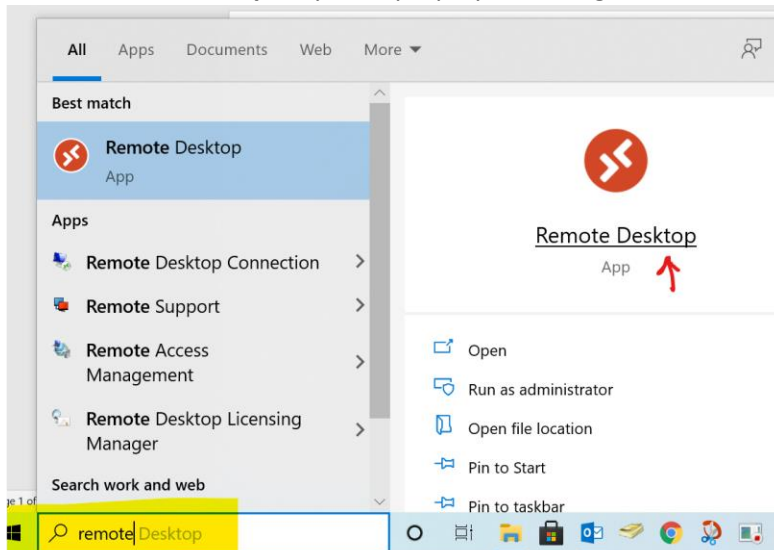 All Apps Documents Web More
Best match
Remote Desktop
App
Apps
Remote Desktop Connection
Remote Support
Remote Access
Management
Remote Desktop Licensing
Manager
Search work and web
remote Desktop
Remote Desktop
App
Open
Run as administrator
Open file location
Pin to Start
Pin to taskbar